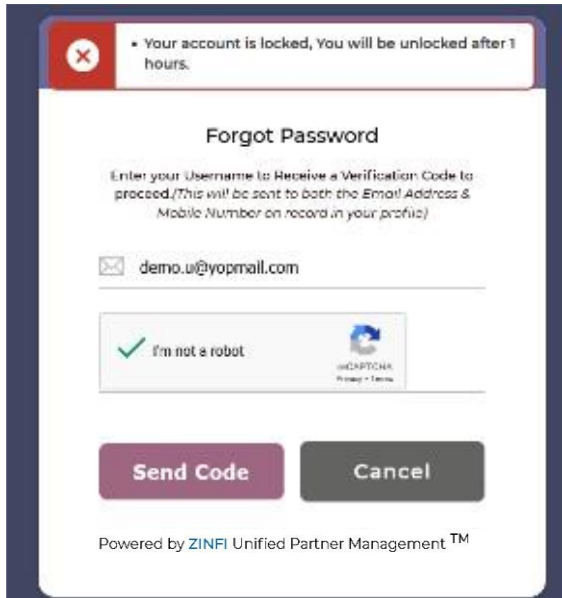 • Your account is locked, You will be unlocked after 1
hours.
Forgot Password
Enter your Username to Receive a Verification Code to
proceed.(This will be sent to both the Email Address &
Mobile Number on record in your profile)
demo.u@yopmail.com
I'm not a robot
reCAPTCHA
Privacy • Terms
Send Code
Cancel
Powered by ZINFI Unified Partner Management TM